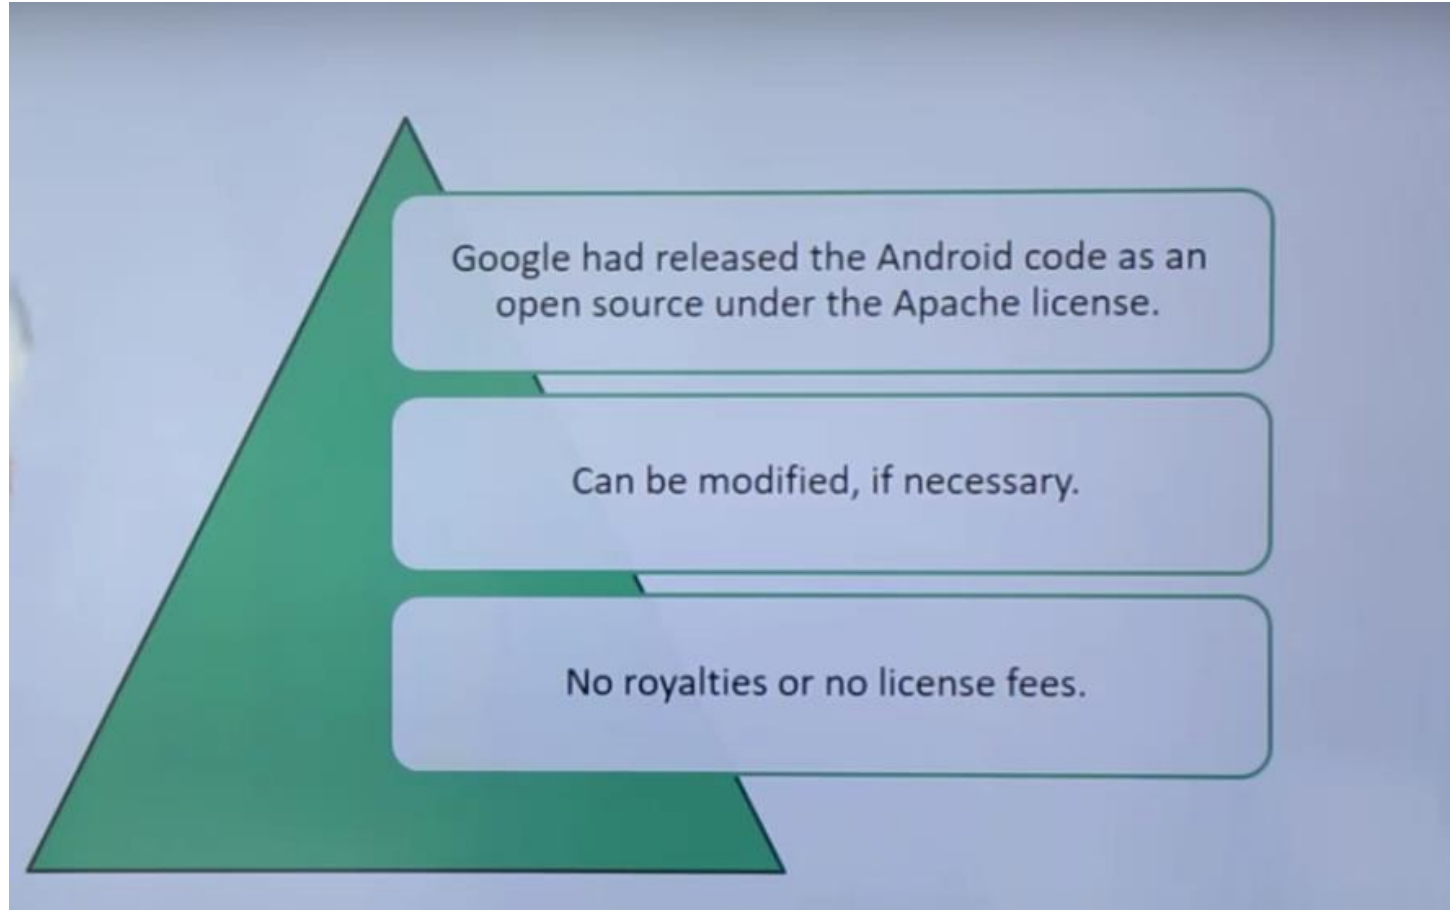 Google had released the Android code as an
open source under the Apache license.
Can be modified, if necessary.
No royalties or no license fees.